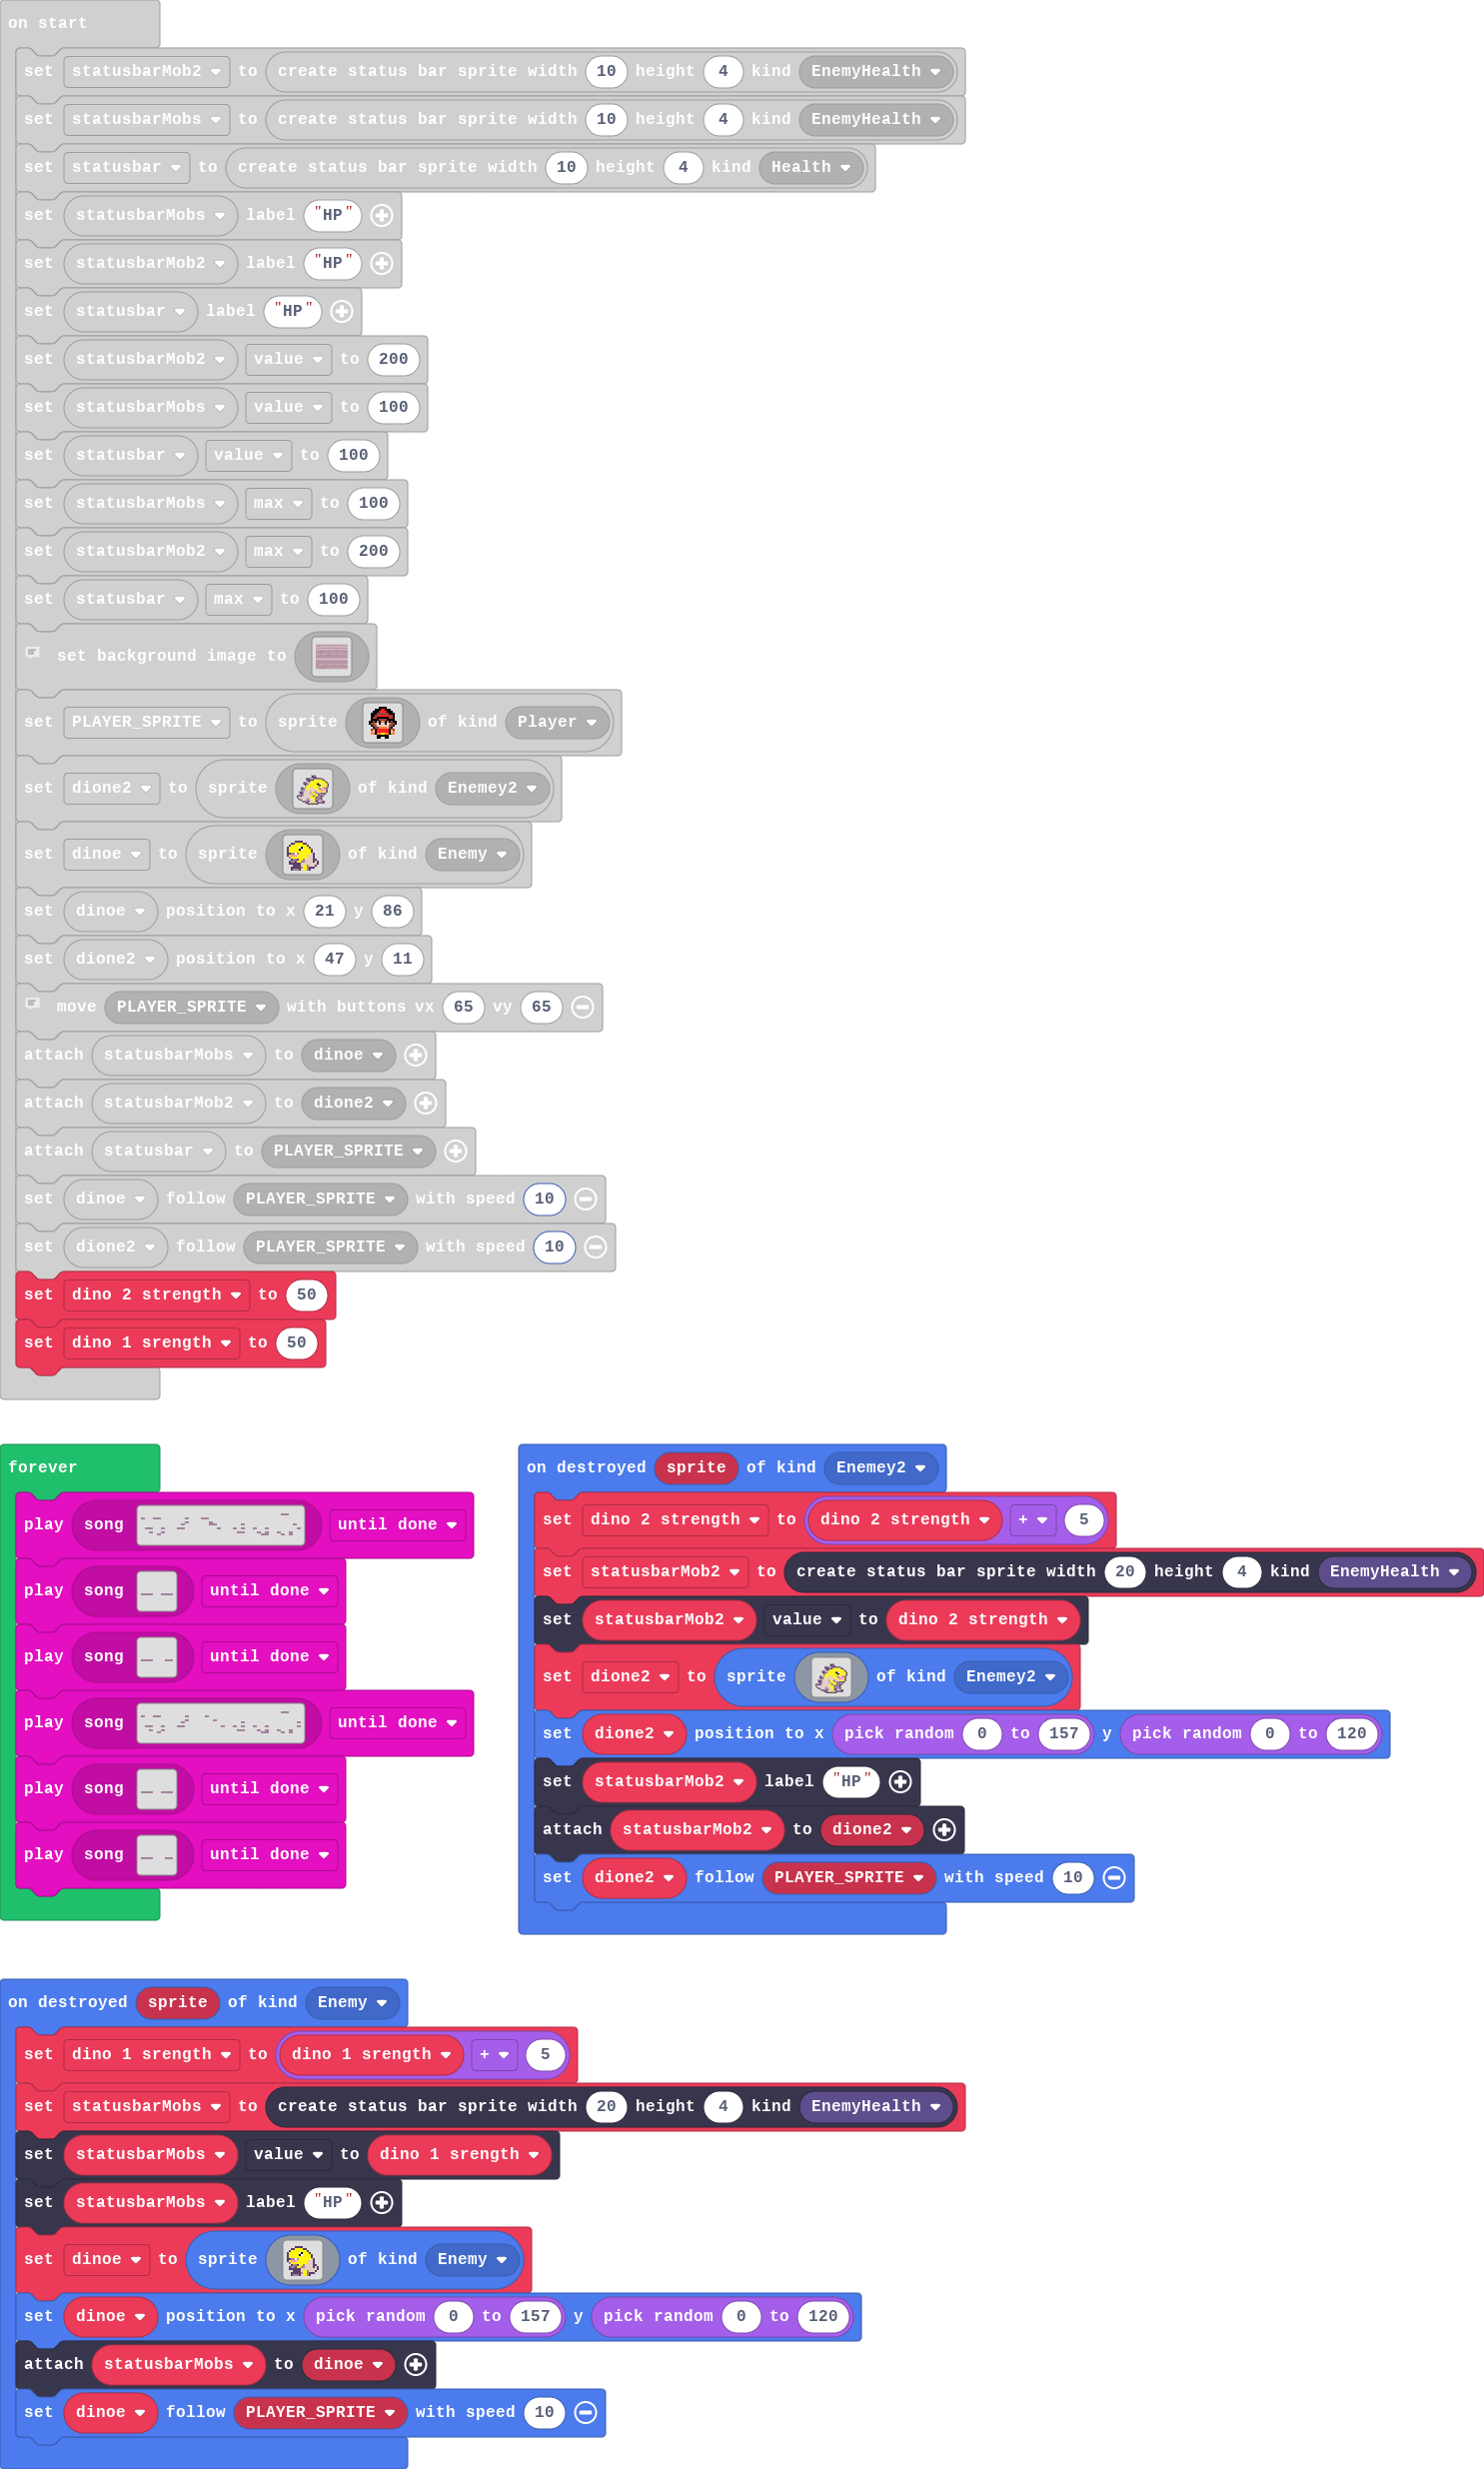 on start
set statusbarMob2 to create status bar sprite width 10 height 4 kind EnemyHealth
set statusbarMobs to create status bar sprite width 10 height 4 kind EnemyHealth
set statusbar to create status bar sprite width 10 height 4 kind Health
set statusbarMobs label "HP"
set statusbarMob2 label "HP"
set statusbar label "HP"
set statusbarMob2 value to 200
set statusbarMobs value to 100
set statusbar value to 100
set statusbarMobs max to 100
set statusbarMob2 max to 200
set statusbar max to 100
set background image to
set PLAYER_SPRITE to sprite of kind Player
set dione2 to sprite of kind Enemey2
set dinoe to sprite of kind Enemy
set dinoe position to x 21 y 86
set dione2 position to x 47 y 11
move PLAYER_SPRITE with buttons vx 65 vy 65
attach statusbarMobs to dinoe
attach statusbarMob2 to dione2
attach statusbar to PLAYER_SPRITE
set dinoe follow PLAYER_SPRITE with speed 10
set dione2 follow PLAYER_SPRITE with speed 10
set dino 2 strength to 50
set dino 1 srength to 50
forever
play song until done
play song until done
play song until done
play song until done
play song until done
play song until done
on destroyed sprite of kind Enemey2
set dino 2 strength to dino 2 strength + 5
set statusbarMob2 to create status bar sprite width 20 height 4 kind EnemyHealth
set statusbarMob2 value to dino 2 strength
set dione2 to sprite of kind Enemey2
set dione2 position to x pick random 0 to 157 y pick random 0 to 120
set statusbarMob2 label "HP"
attach statusbarMob2 to dione2
set dione2 follow PLAYER_SPRITE with speed 10
on destroyed sprite of kind Enemy
set dino 1 srength to dino 1 srength + 5
set statusbarMobs to create status bar sprite width 20 height 4 kind EnemyHealth
set statusbarMobs value to dino 1 srength
set statusbarMobs label "HP"
set dinoe to sprite of kind Enemy
set dinoe position to x pick random 0 to 157 y pick random 0 to 120
attach statusbarMobs to dinoe
set dinoe follow PLAYER_SPRITE with speed 10